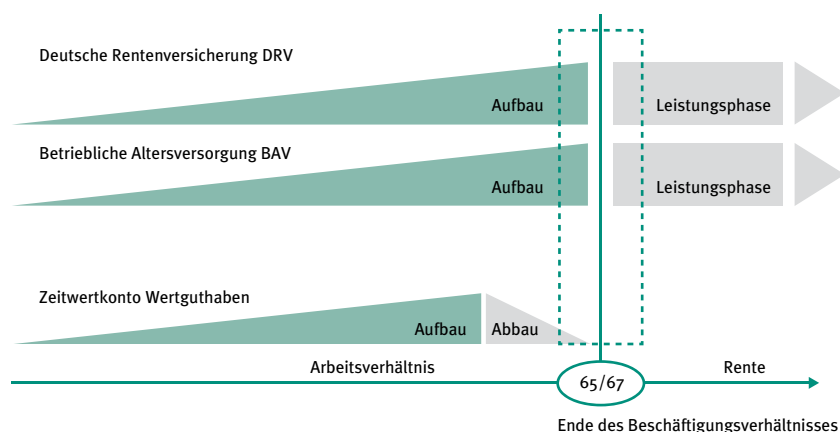 Deutsche Rentenversicherung DRV
Aufbau
Leistungsphase
Betriebliche Altersversorgung BAV
Aufbau
Leistungsphase
Zeitwertkonto Wertguthaben
Aufbau
Abbau
Arbeitsverhältnis
65/67
Rente
Ende des Beschäftigungsverhältnisses